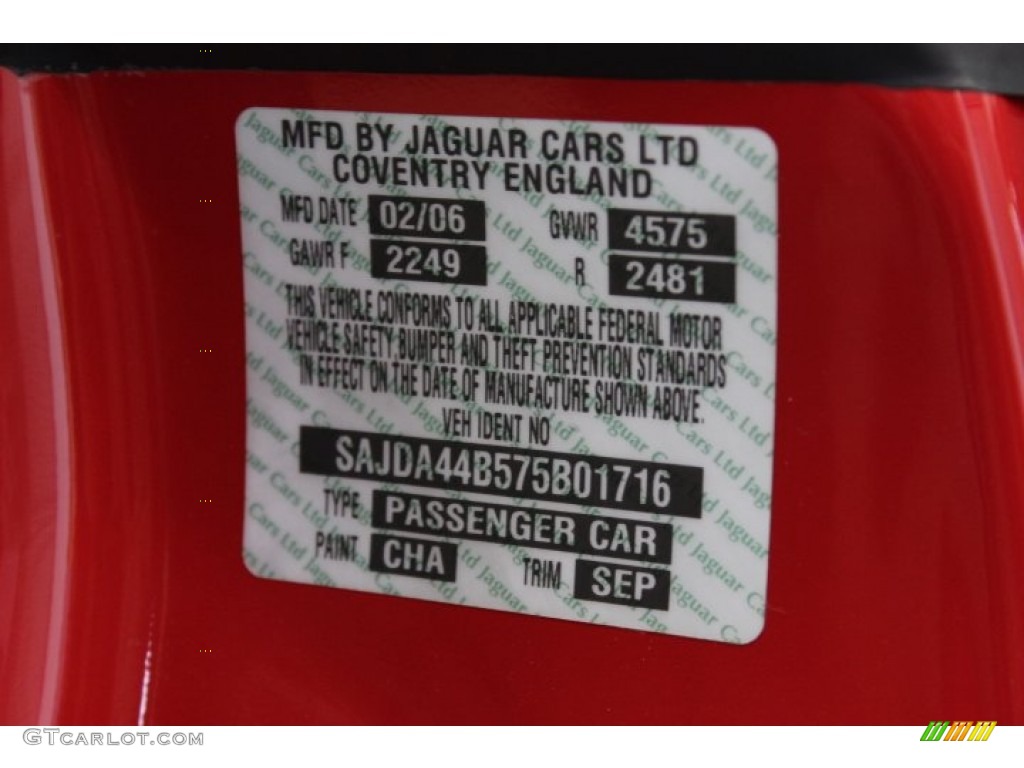 MFD BY JAGUAR CARS LTD
COVENTRY ENGLAND
MFD DATE 02/06 GVWR 4575
GAWR F 2249 R 2481
THIS VEHICLE CONFORMS TO ALL APPLICABLE FEDERAL MOTOR
VEHICLE SAFETY, BUMPER AND THEFT PREVENTION STANDARDS
IN EFFECT ON THE DATE OF MANUFACTURE SHOWN ABOVE.
VEH IDENT NO
SAJDA44B575B01716
TYPE PASSENGER CAR
PAINT CHA TRIM SEP
GTCARLOT.COM